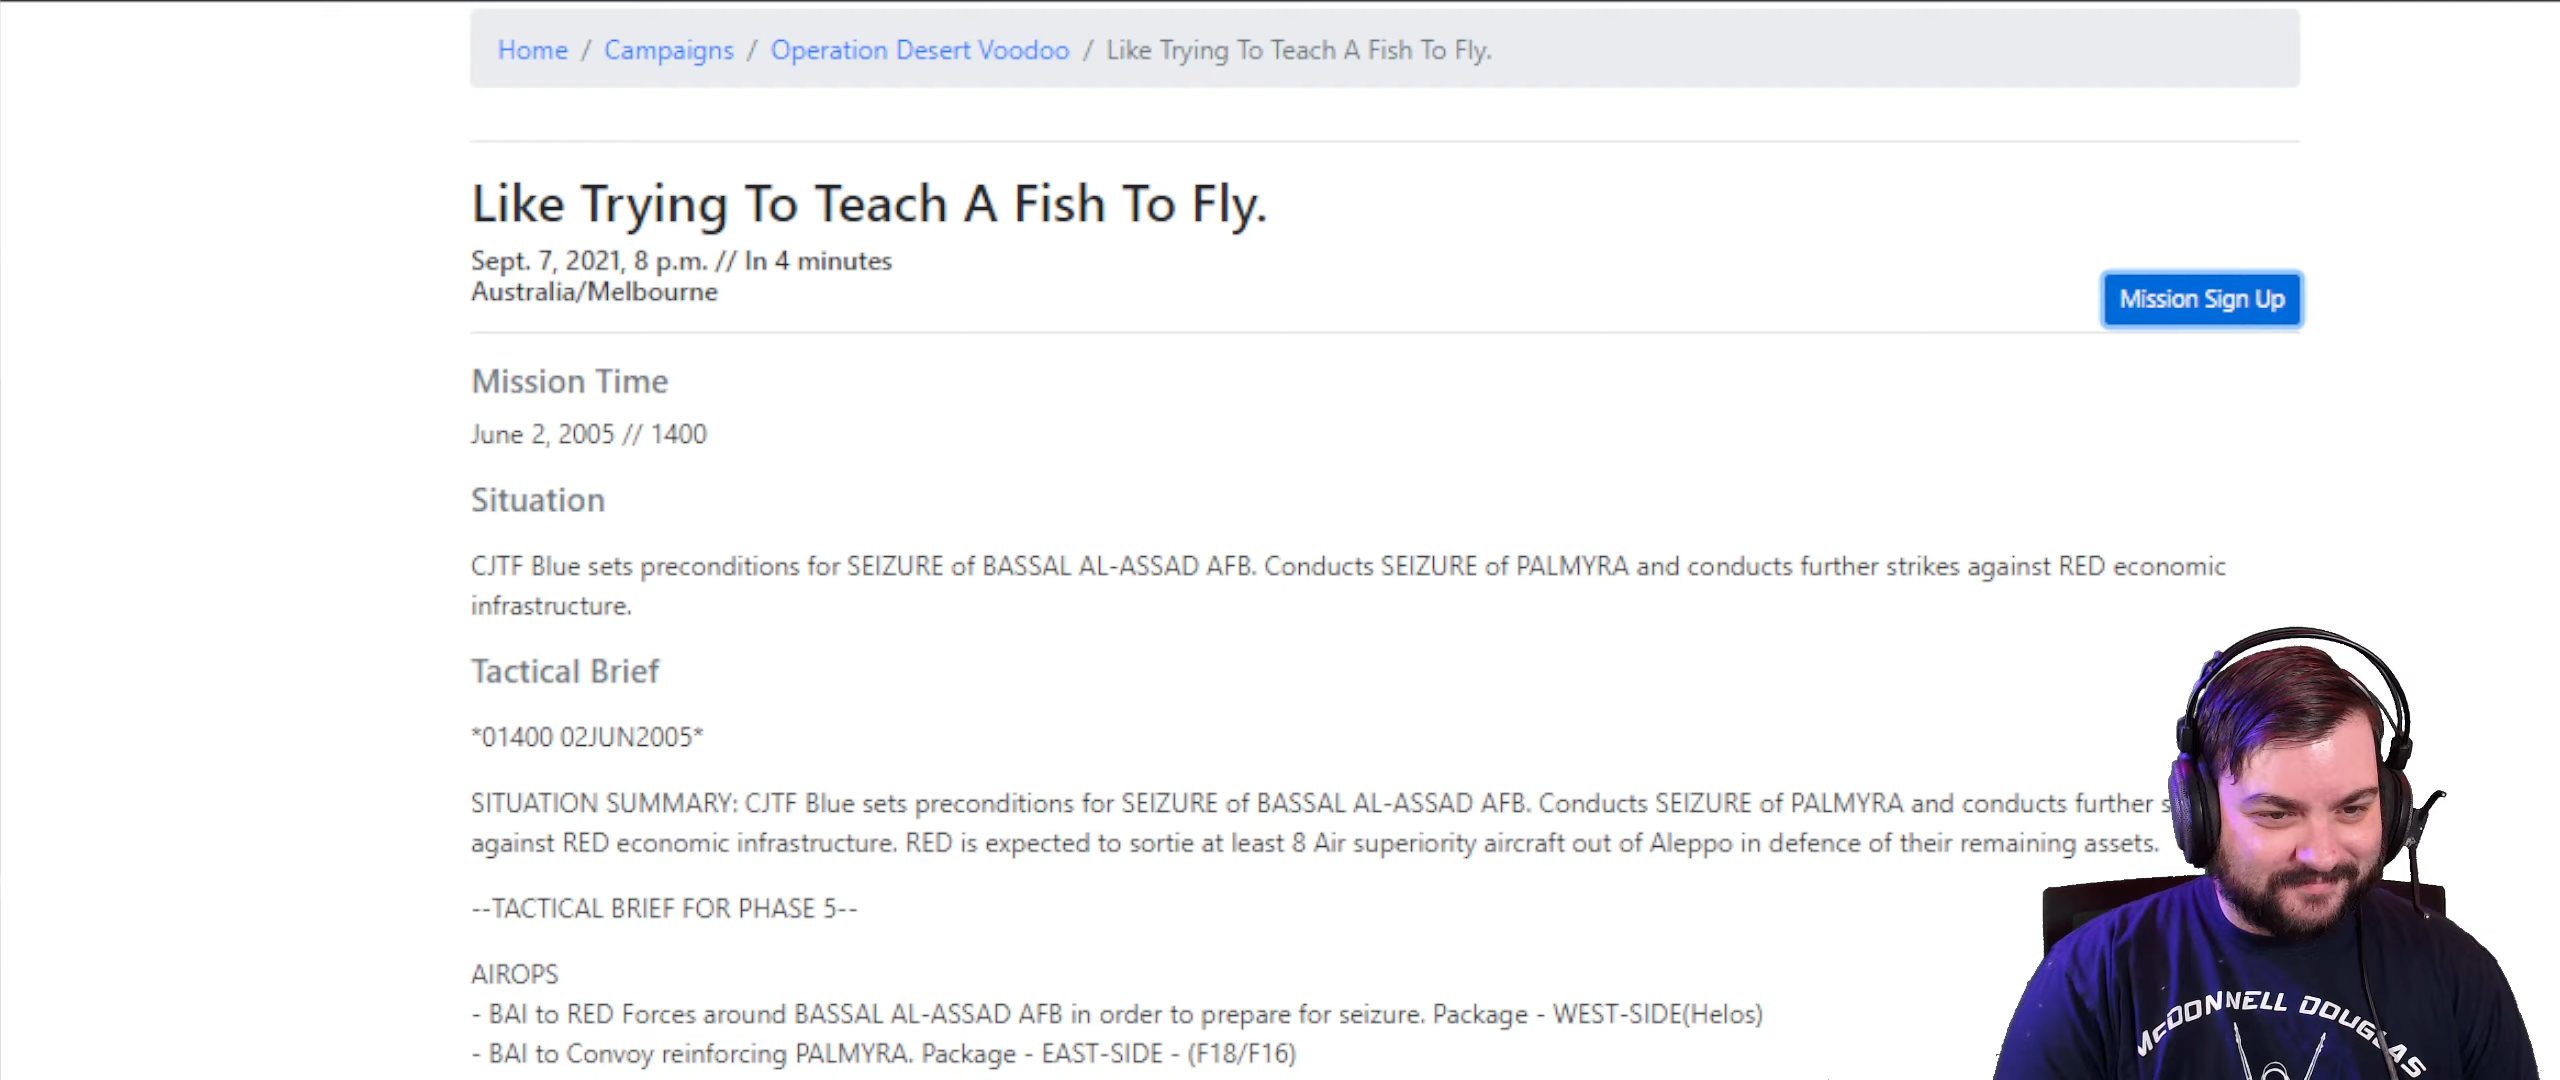 Home / Campaigns / Operation Desert Voodoo / Like Trying To Teach A Fish To Fly.
Like Trying To Teach A Fish To Fly.
Sept. 7, 2021, 8 p.m. // In 4 minutes
Australia/Melbourne
Mission Sign Up
Mission Time
June 2, 2005 // 1400
Situation
CJTF Blue sets preconditions for SEIZURE of BASSAL AL-ASSAD AFB. Conducts SEIZURE of PALMYRA and conducts further strikes against RED economic
infrastructure.
Tactical Brief
*01400 02JUN2005*
SITUATION SUMMARY: CJTF Blue sets preconditions for SEIZURE of BASSAL AL-ASSAD AFB. Conducts SEIZURE of PALMYRA and conducts further
against RED economic infrastructure. RED is expected to sortie at least 8 Air superiority aircraft out of Aleppo in defence of their remaining assets.
--TACTICAL BRIEF FOR PHASE 5--
AIROPS
- BAI to RED Forces around BASSAL AL-ASSAD AFB in order to prepare for seizure. Package - WEST-SIDE(Helos)
- BAI to Convoy reinforcing PALMYRA. Package - EAST-SIDE - (F18/F16)
MCDONNELL DOUGLAS